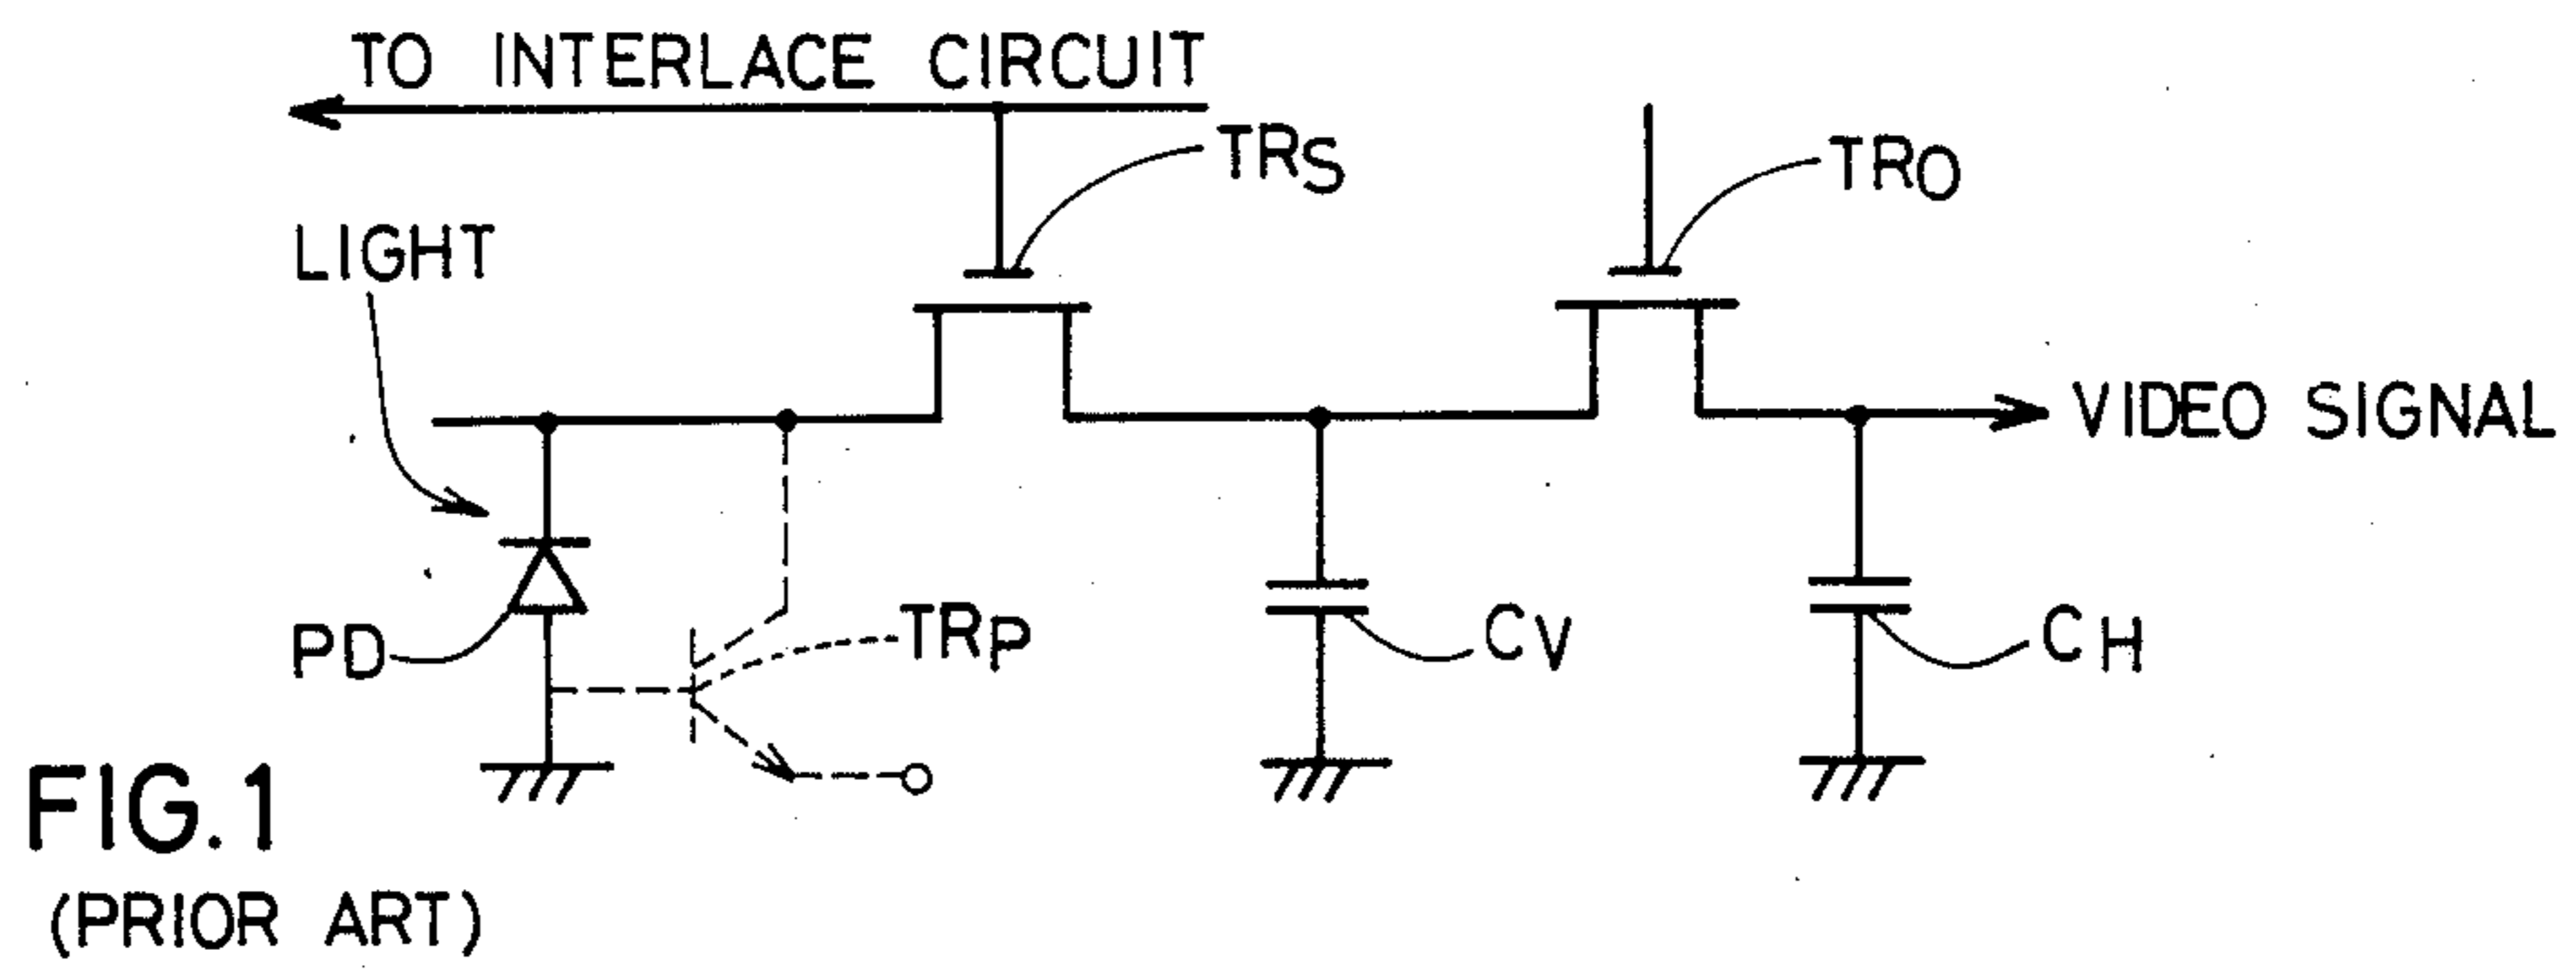 TO INTERLACE CIRCUIT
TRS
TRO
LIGHT
VIDEO SIGNAL
PD
TRP
CV
CH
FIG.1
(PRIOR ART)